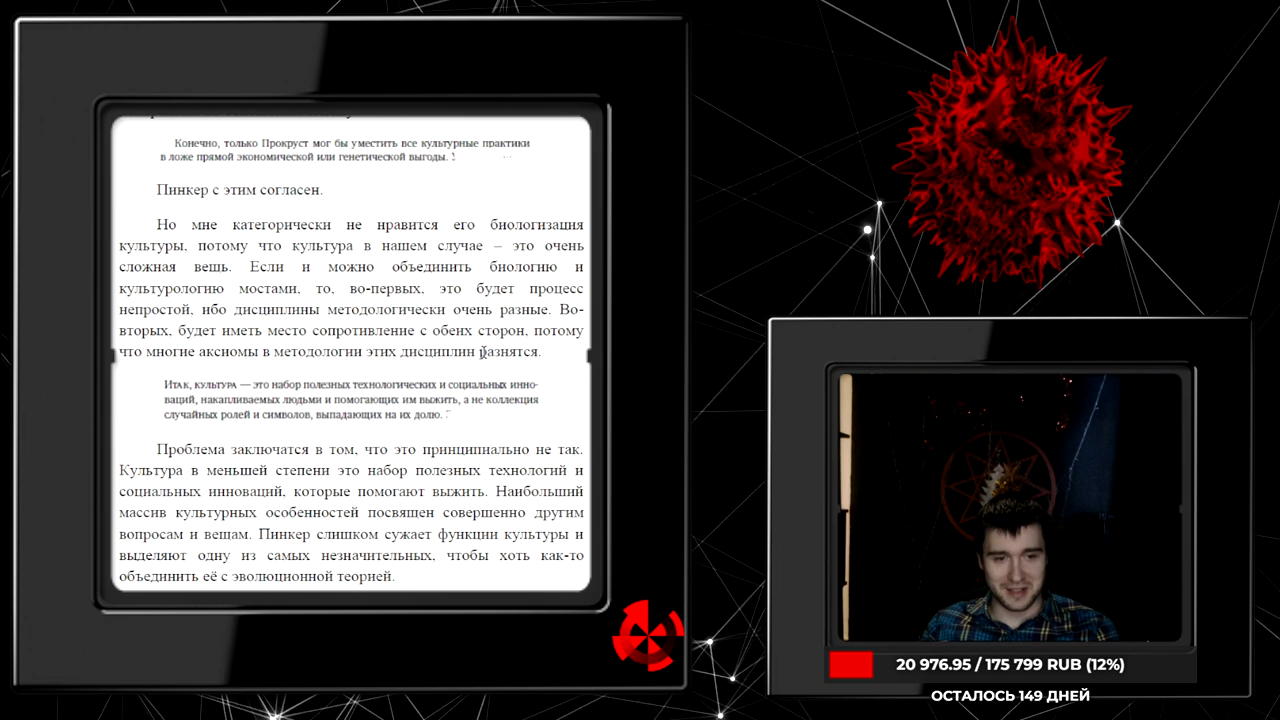 Конечно, только Прокруст мог бы уместить все культурные практики
в ложе прямой экономической или генетической выгоды.
Пинкер с этим согласен.
Но мне категорически не нравится его биологизация
культуры, потому что культура в нашем случае – это очень
сложная вещь. Если и можно объединить биологию и
культурологию мостами, то, во-первых, это будет процесс
непростой, ибо дисциплины методологически очень разные. Во-
вторых, будет иметь место сопротивление с обеих сторон, потому
что многие аксиомы в методологии этих дисциплин разнятся.
Итак, культура — это набор полезных технологических и социальных инно-
ваций, накапливаемых людьми и помогающих им выжить, а не коллекция
случайных ролей и символов, выпадающих на их долю.
Проблема заключатся в том, что это принципиально не так.
Культура в меньшей степени это набор полезных технологий и
социальных инноваций, которые помогают выжить. Наибольший
массив культурных особенностей посвящен совершенно другим
вопросам и вещам. Пинкер слишком сужает функции культуры и
выделяют одну из самых незначительных, чтобы хоть как-то
объединить её с эволюционной теорией.
20 976.95 / 175 799 RUB (12%)
ОСТАЛОСЬ 149 ДНЕЙ